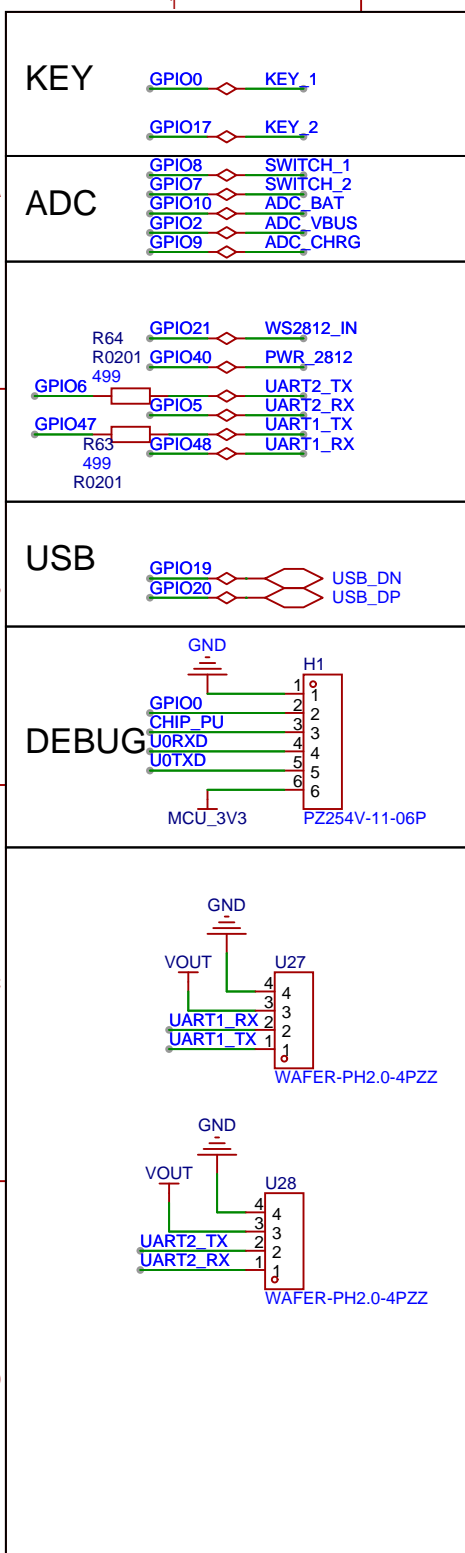 KEY
GPIO0 KEY_1
GPIO17 KEY_2
ADC
GPIO8 SWITCH_1
GPIO7 SWITCH_2
GPIO10 ADC_BAT
GPIO2 ADC_VBUS
GPIO9 ADC_CHRG
GPIO21 WS2812_IN
R64
R0201
499
GPIO40 PWR_2812
GPIO6 UART2_TX
GPIO5 UART2_RX
GPIO47 UART1_TX
R63
499
R0201
GPIO48 UART1_RX
USB
GPIO19 USB_DN
GPIO20 USB_DP
DEBUG
GND
H1
1 1
GPIO0 2 2
CHIP_PU 3 3
U0RXD 4 4
U0TXD 5 5
6 6
MCU_3V3 PZ254V-11-06P
GND
VOUT U27
4 4
3 3
UART1_RX 2 2
UART1_TX 1 1
WAFER-PH2.0-4PZZ
GND
VOUT U28
4 4
3 3
UART2_TX 2 2
UART2_RX 1 1
WAFER-PH2.0-4PZZ